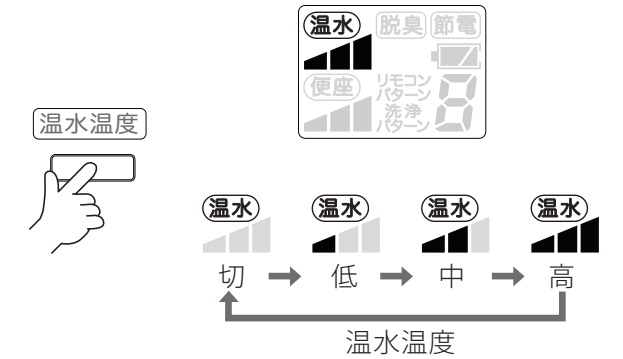 温水 脱臭 節電
便座 リモコン
パターン
洗浄
パターン 8
温水温度
温水 温水 温水 温水
切 → 低 → 中 → 高
温水温度